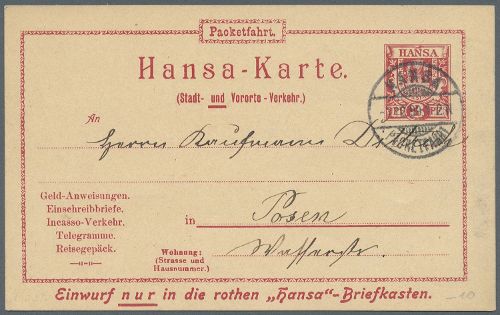 Packetfahrt.
HANSA
Hansa-Karte.
(Stadt- und Vororte-Verkehr.)
An
Herrn Kaufmann
Geld-Anweisungen.
Einschreibbriefe.
Incasso-Verkehr.
Telegramme.
Reisegepäck.
in Posen
Wohnung:
(Strasse und
Hausnummer.)
Einwurf nur in die rothen „Hansa"-Briefkasten.